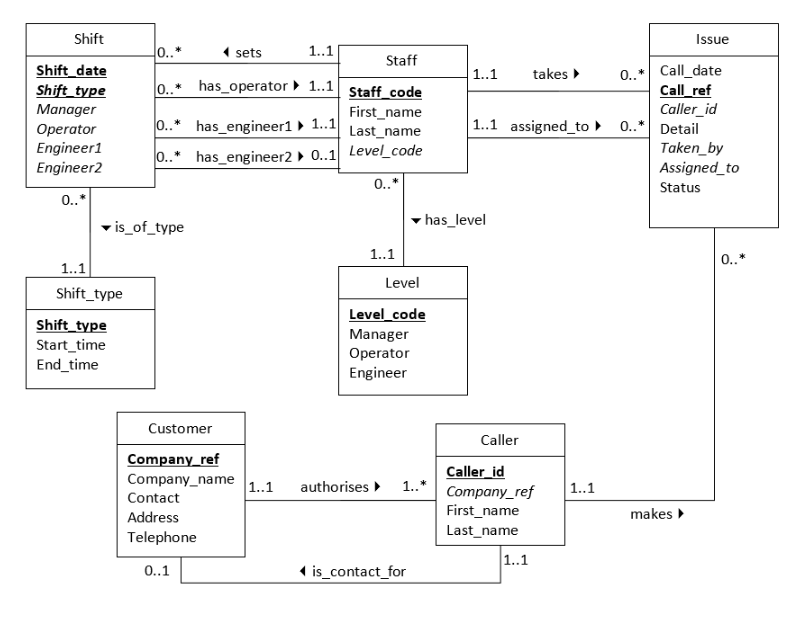 Shift
Shift_date
Shift_type
Manager
Operator
Engineer1
Engineer2
0..* sets 1..1
0..* has_operator 1..1
0..* has_engineer1 1..1
0..* has_engineer2 0..1
Staff
Staff_code
First_name
Last_name
Level_code
1..1 takes 0..*
1..1 assigned_to 0..*
Issue
Call_date
Call_ref
Caller_id
Detail
Taken_by
Assigned_to
Status
0..*
is_of_type
1..1
0..*
has_level
1..1
0..*
Shift_type
Shift_type
Start_time
End_time
Level
Level_code
Manager
Operator
Engineer
Customer
Company_ref
Company_name
Contact
Address
Telephone
1..1 authorises 1..*
Caller
Caller_id
Company_ref
First_name
Last_name
1..1
makes
0..1 is_contact_for 1..1